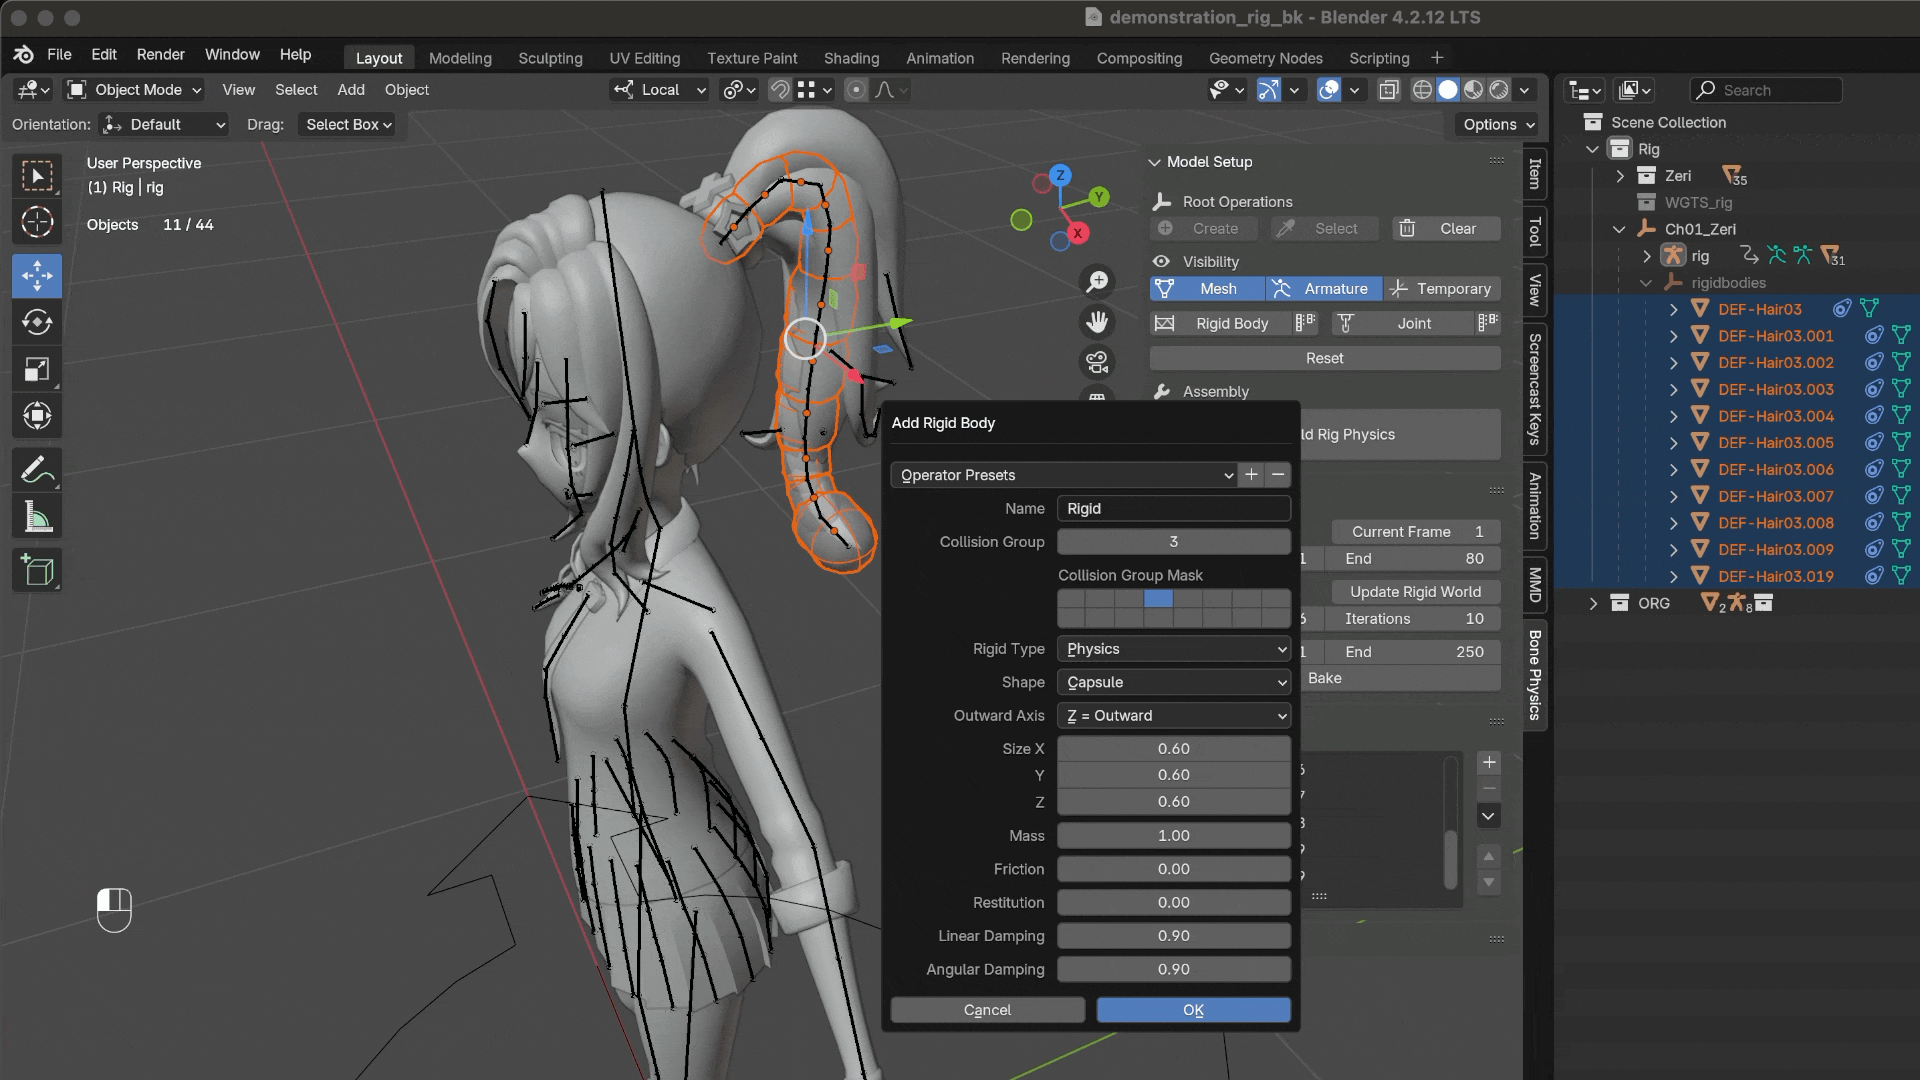 demonstration_rig_bk - Blender 4.2.12 LTS
File Edit Render Window Help
Layout Modeling Sculpting UV Editing Texture Paint Shading Animation Rendering Compositing Geometry Nodes Scripting +
Object Mode View Select Add Object Local
Search
Orientation: Default Drag: Select Box Options
User Perspective
(1) Rig | rig
Objects 11 / 44
Z
Y
X
Model Setup
Root Operations
Create Select Clear
Visibility
Mesh Armature Temporary
Rigid Body Joint
Reset
Assembly
ld Rig Physics
Current Frame 1
1 End 80
Update Rigid World
6 Iterations 10
1 End 250
Bake
6
7
8
9
9
Item
Tool
View
Screencast Keys
Animation
MMD
Bone Physics
Add Rigid Body
Operator Presets
Name Rigid
Collision Group 3
Collision Group Mask
Rigid Type Physics
Shape Capsule
Outward Axis Z = Outward
Size X 0.60
Y 0.60
Z 0.60
Mass 1.00
Friction 0.00
Restitution 0.00
Linear Damping 0.90
Angular Damping 0.90
Cancel OK
Scene Collection
Rig
Zeri 35
WGTS_rig
Ch01_Zeri
rig 31
rigidbodies
DEF-Hair03
DEF-Hair03.001
DEF-Hair03.002
DEF-Hair03.003
DEF-Hair03.004
DEF-Hair03.005
DEF-Hair03.006
DEF-Hair03.007
DEF-Hair03.008
DEF-Hair03.009
DEF-Hair03.019
ORG 2 8